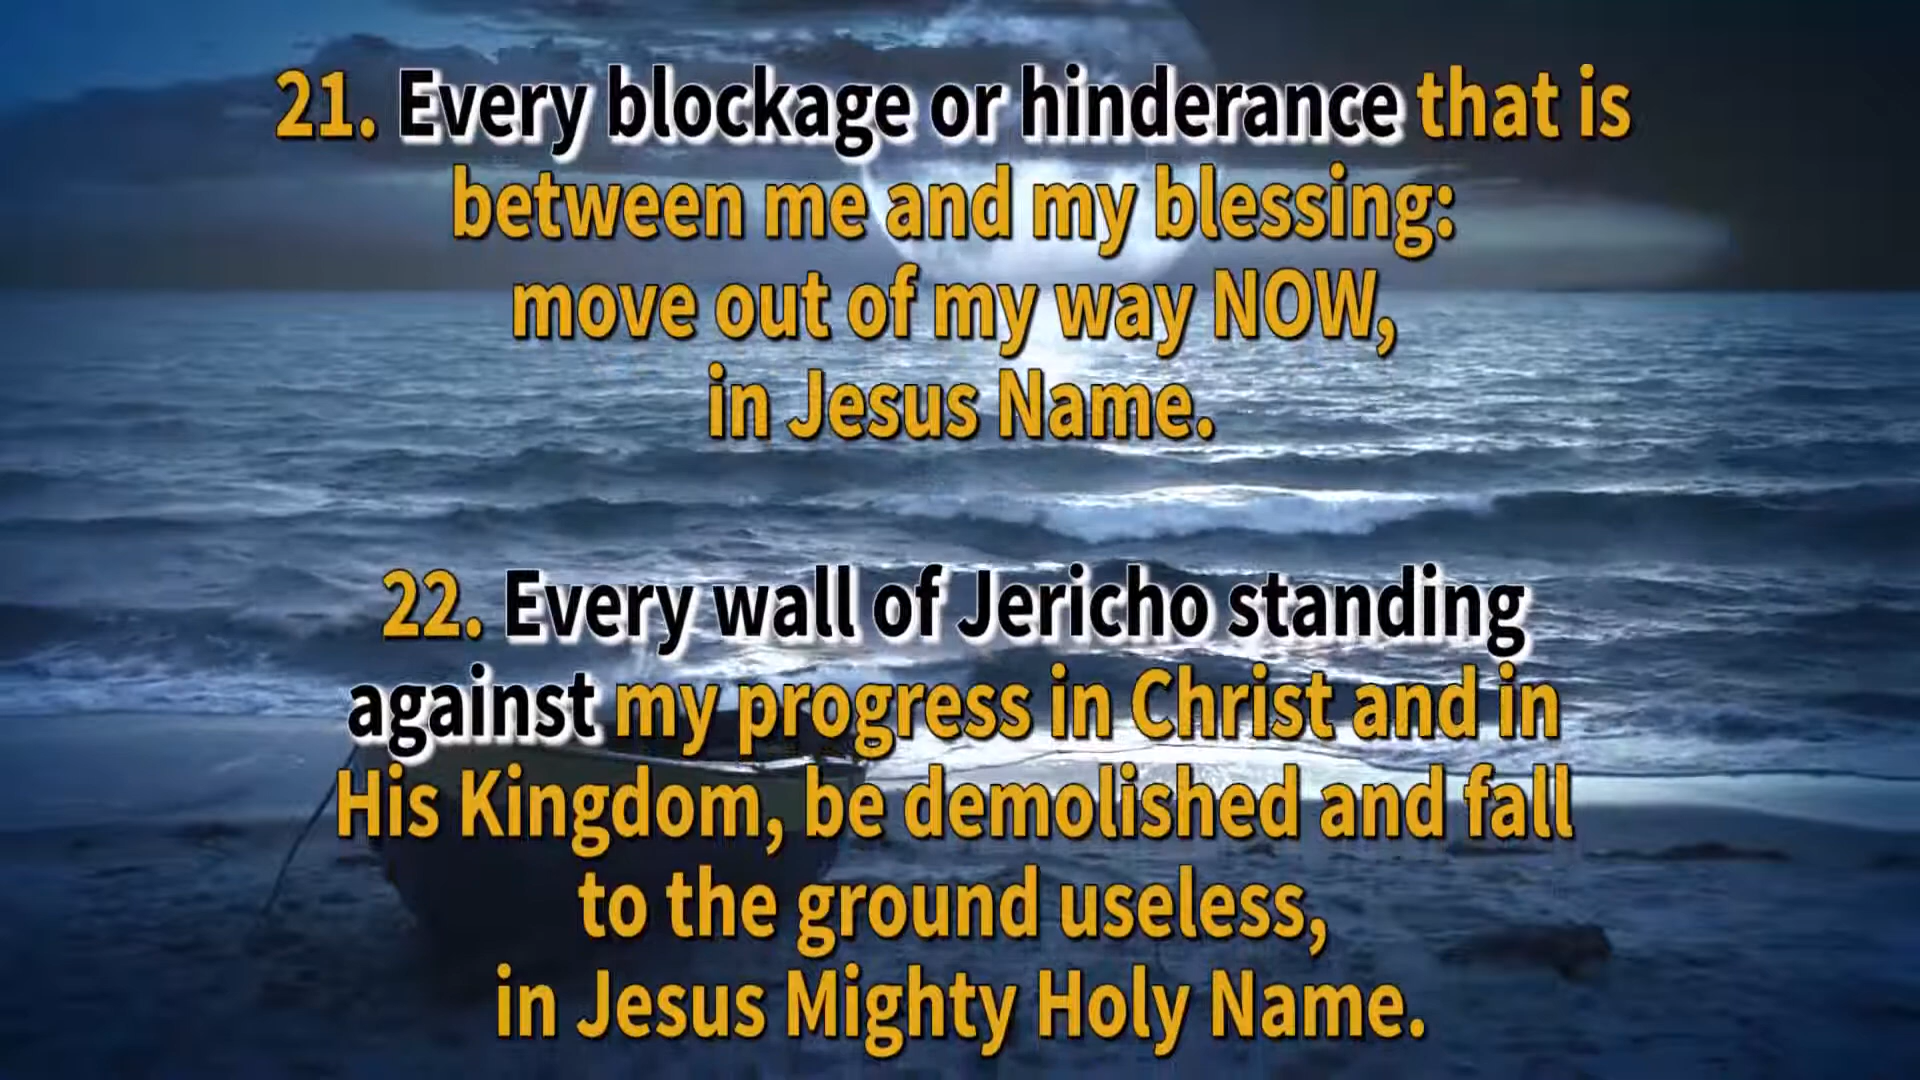 21. Every blockage or hinderance that is
between me and my blessing:
move out of my way NOW,
in Jesus Name.
22. Every wall of Jericho standing
against my progress in Christ and in
His Kingdom, be demolished and fall
to the ground useless,
in Jesus Mighty Holy Name.